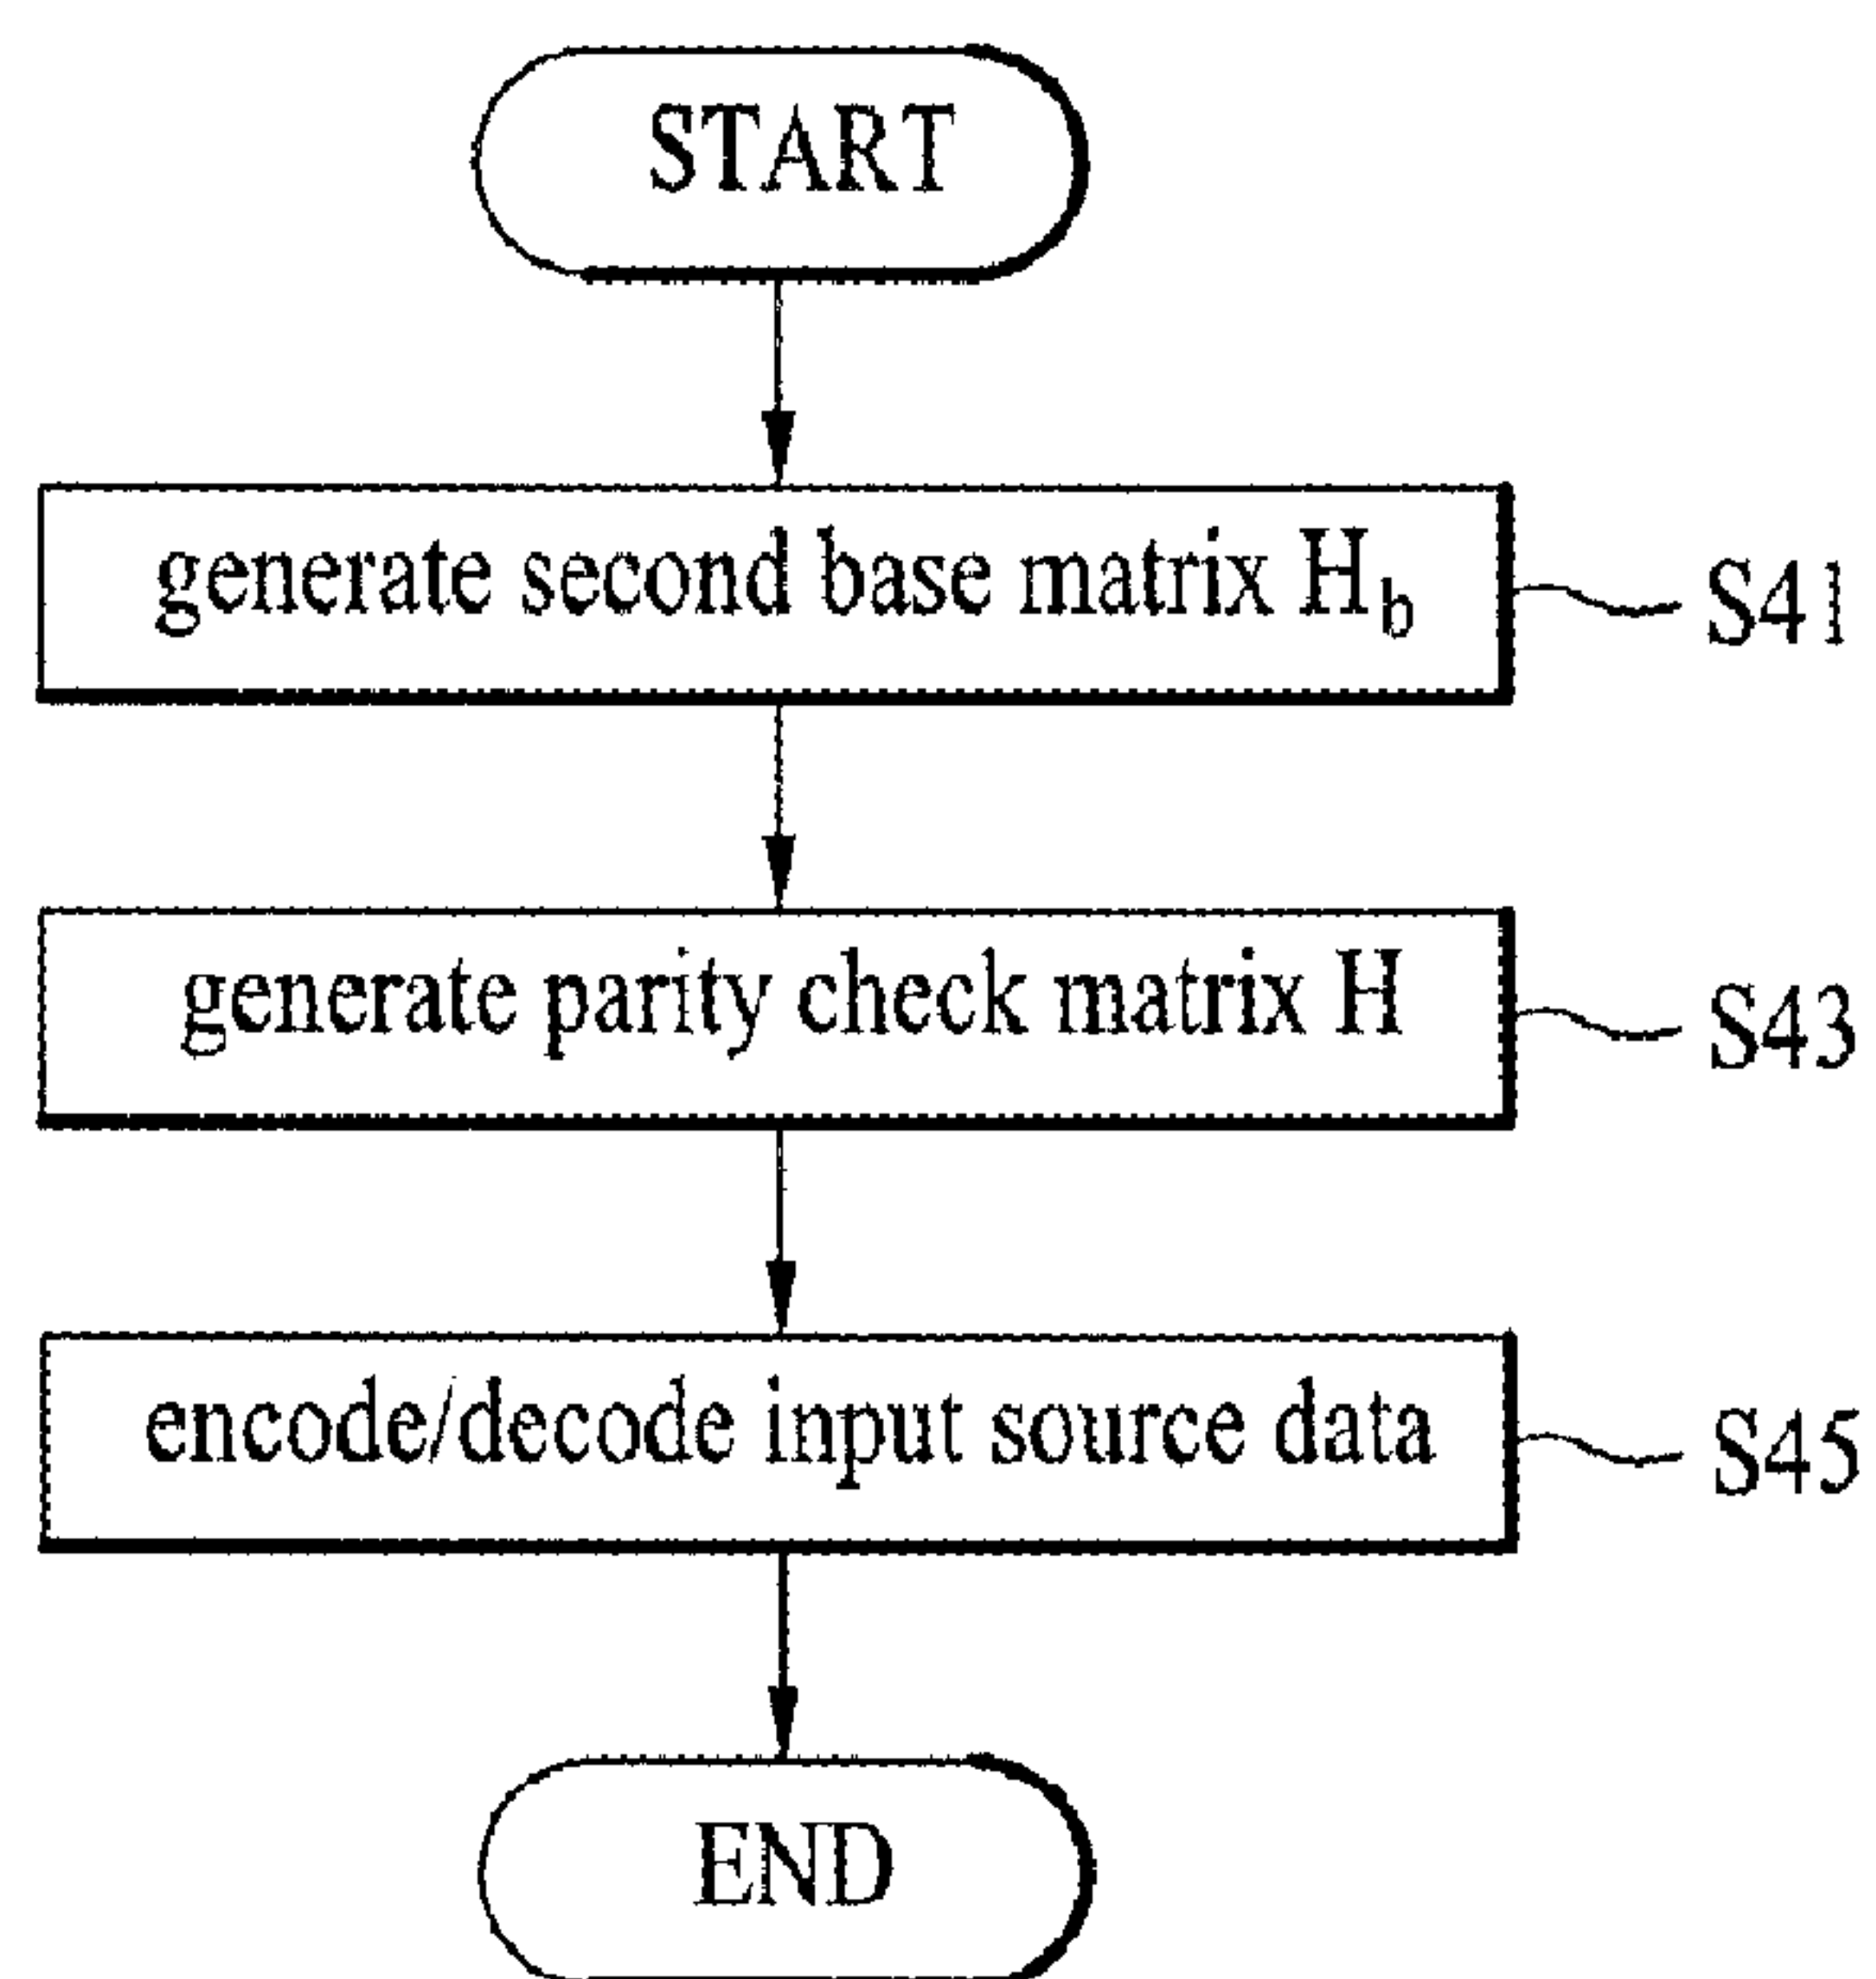 START
generate second base matrix H_b
S41
generate parity check matrix H
S43
encode/decode input source data
S45
END